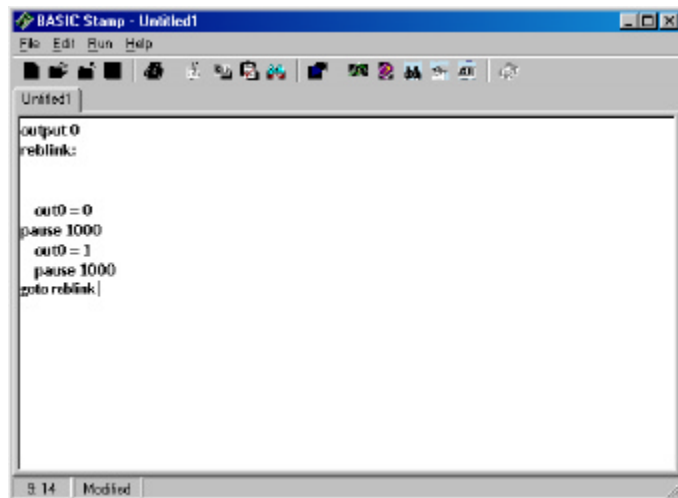 BASIC Stamp - Untitled1
File Edit Run Help
Untitled1
output 0
reblink:
out0 = 0
pause 1000
out0 = 1
pause 1000
goto reblink
9: 14 Modified